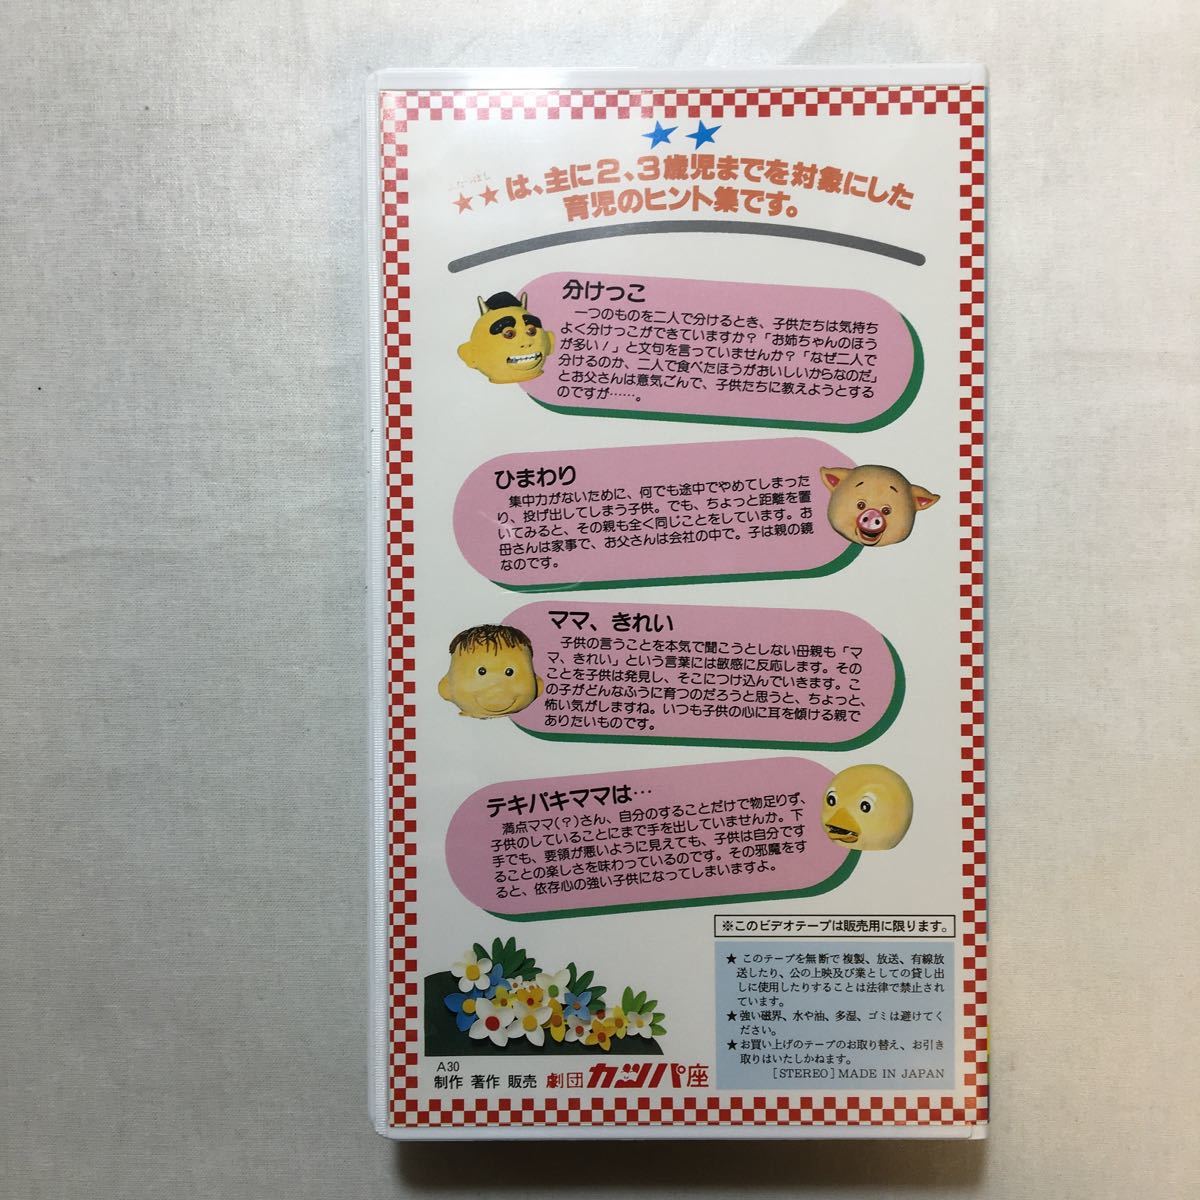 ふたつぼし
★★は、主に2、3歳児までを対象にした
育児のヒント集です。
分けっこ
一つのものを二人で分けるとき、子供たちは気持ち
よく分けっこができていますか?「お姉ちゃんのほう
が多い!」と文句を言っていませんか?「なぜ二人で
分けるのか、二人で食べたほうがおいしいからなのだ」
とお父さんは意気ごんで、子供たちに教えようとする
のですが……。
ひまわり
集中力がないために、何でも途中でやめてしまった
り、投げ出してしまう子供。でも、ちょっと距離を置
いてみると、その親も全く同じことをしています。お
母さんは家事で、お父さんは会社の中で。子は親の鏡
なのです。
ママ、きれい
子供の言うことを本気で聞こうとしない母親も「マ
マ、きれい」という言葉には敏感に反応します。その
ことを子供は発見し、そこにつけ込んでいきます。こ
の子がどんなふうに育つのだろうと思うと、ちょっと、
怖い気がしますね。いつも子供の心に耳を傾ける親で
ありたいものです。
テキパキママは…
満点ママ(?)さん、自分のすることだけで物足りず、
子供のしていることにまで手を出していませんか。下
手でも、要領が悪いように見えても、子供は自分です
ることの楽しさを味わっているのです。その邪魔をす
ると、依存心の強い子供になってしまいますよ。
※このビデオテープは販売用に限ります。
★このテープを無断で複製、放送、有線放
送したり、公の上映及び業としての貸し出
しに使用したりすることは法律で禁止され
ています。
★強い磁界、水や油、多湿、ゴミは避けてく
ださい。
★お買い上げのテープのお取り替え、お引き
取りはいたしかねます。
[STEREO] MADE IN JAPAN
A30
制作 著作 販売 劇団カッパ座